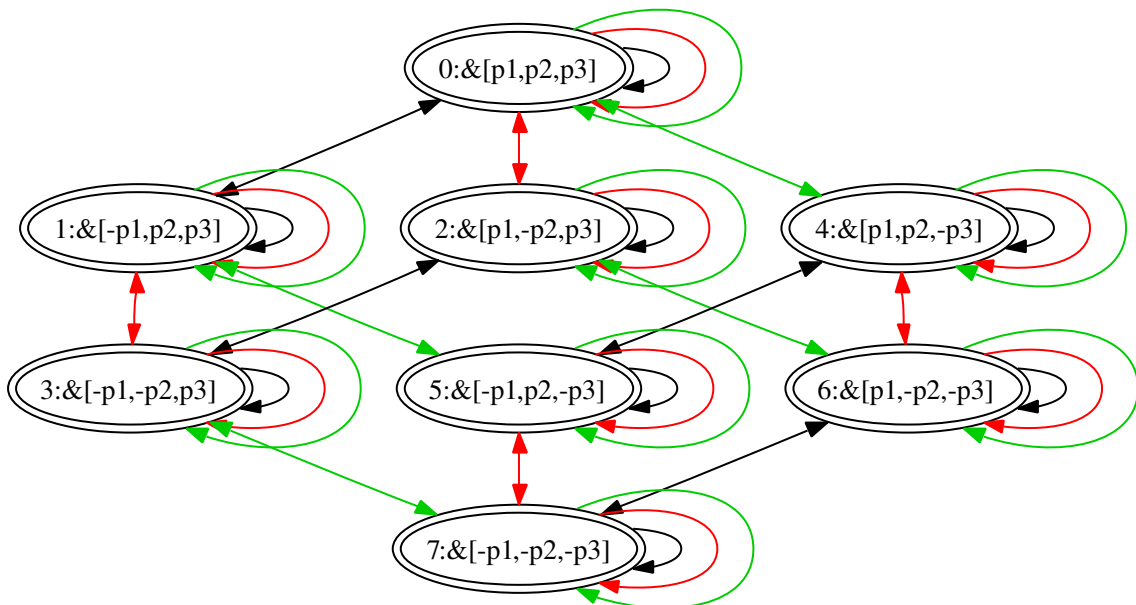 0:&[p1,p2,p3]
1:&[-p1,p2,p3]
2:&[p1,-p2,p3]
4:&[p1,p2,-p3]
3:&[-p1,-p2,p3]
5:&[-p1,p2,-p3]
6:&[p1,-p2,-p3]
7:&[-p1,-p2,-p3]